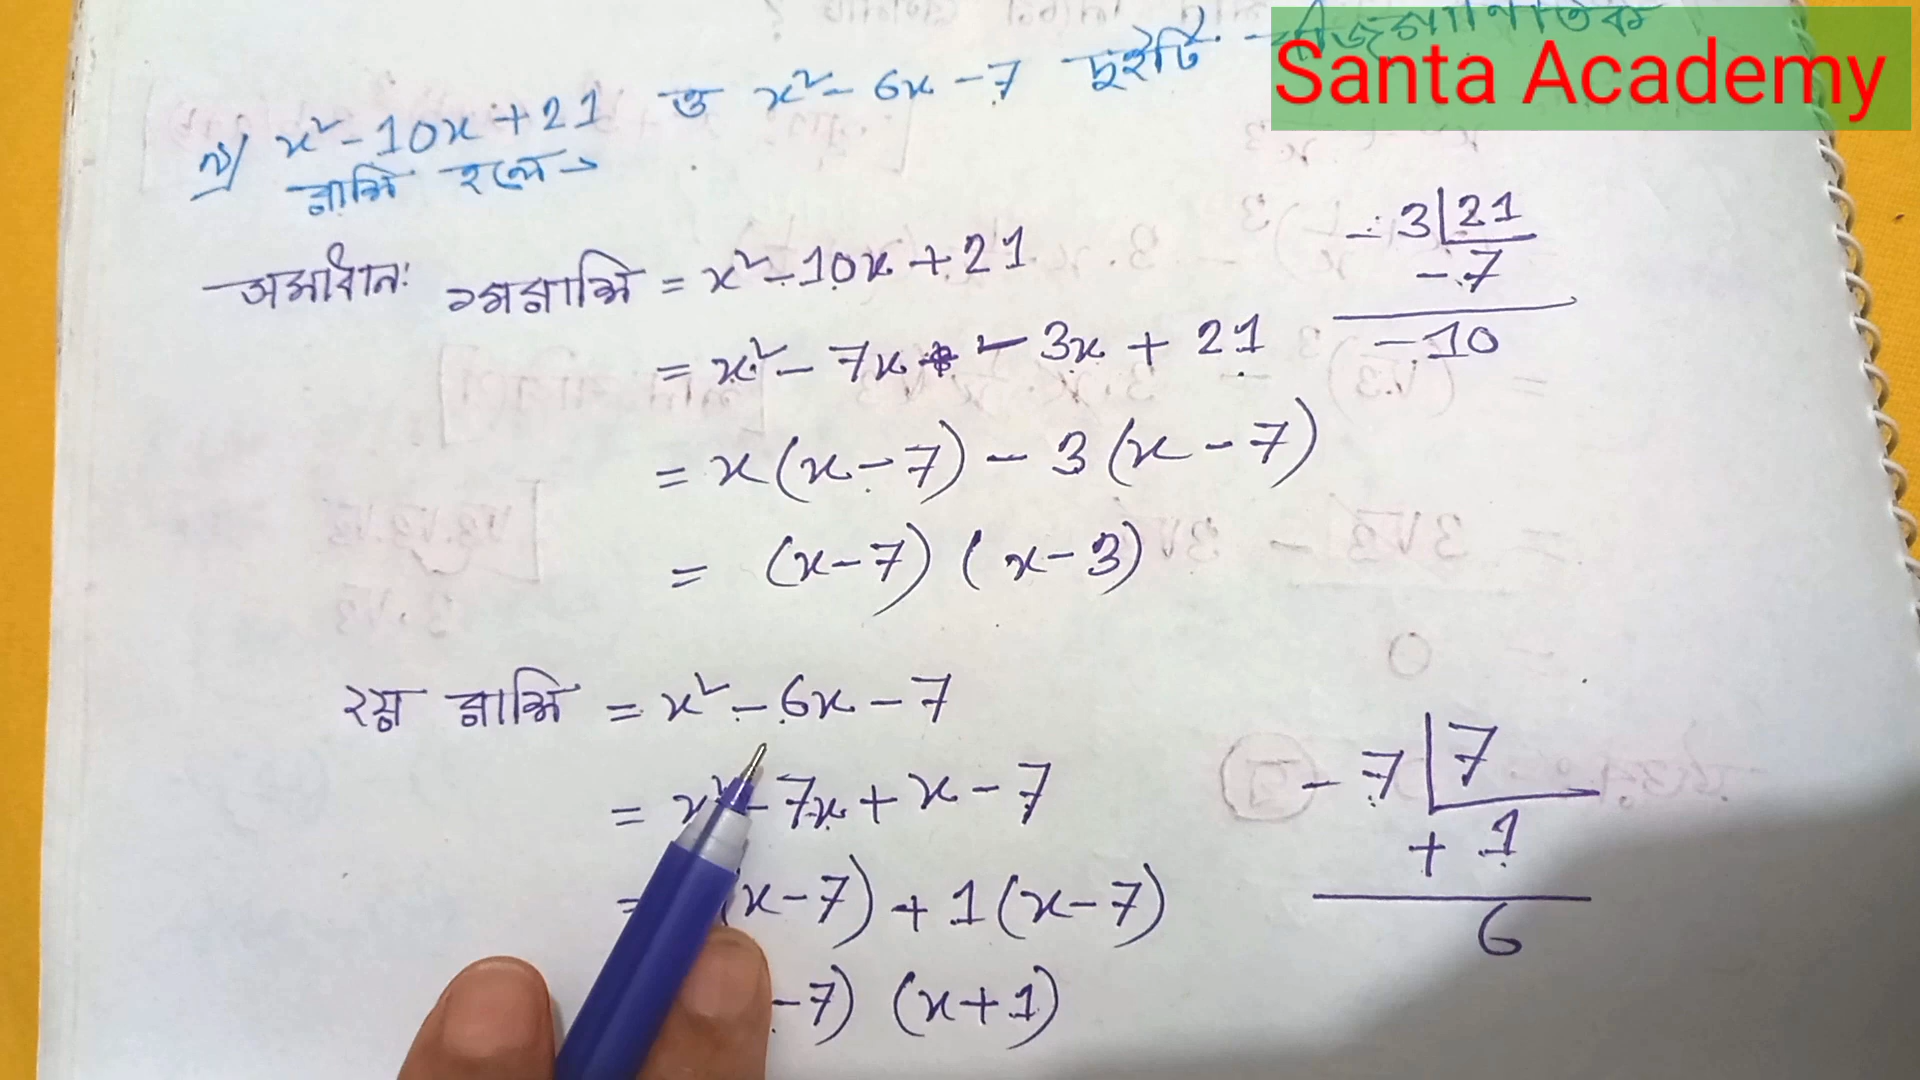 Santa Academy
x² - 10x + 21 ও x² - 6x - 7 দুইটি বীজগাণিতিক
রাশি হলে→
সমাধানঃ ১মরাশি = x² - 10x + 21
= x² - 7x - 3x + 21
= x(x-7) - 3(x-7)
= (x-7)(x-3)
-3|21
-7
-10
২য় রাশি = x² - 6x - 7
= x² - 7x + x - 7
= (x-7) + 1(x-7)
-7) (x+1)
-7|7
+1
6